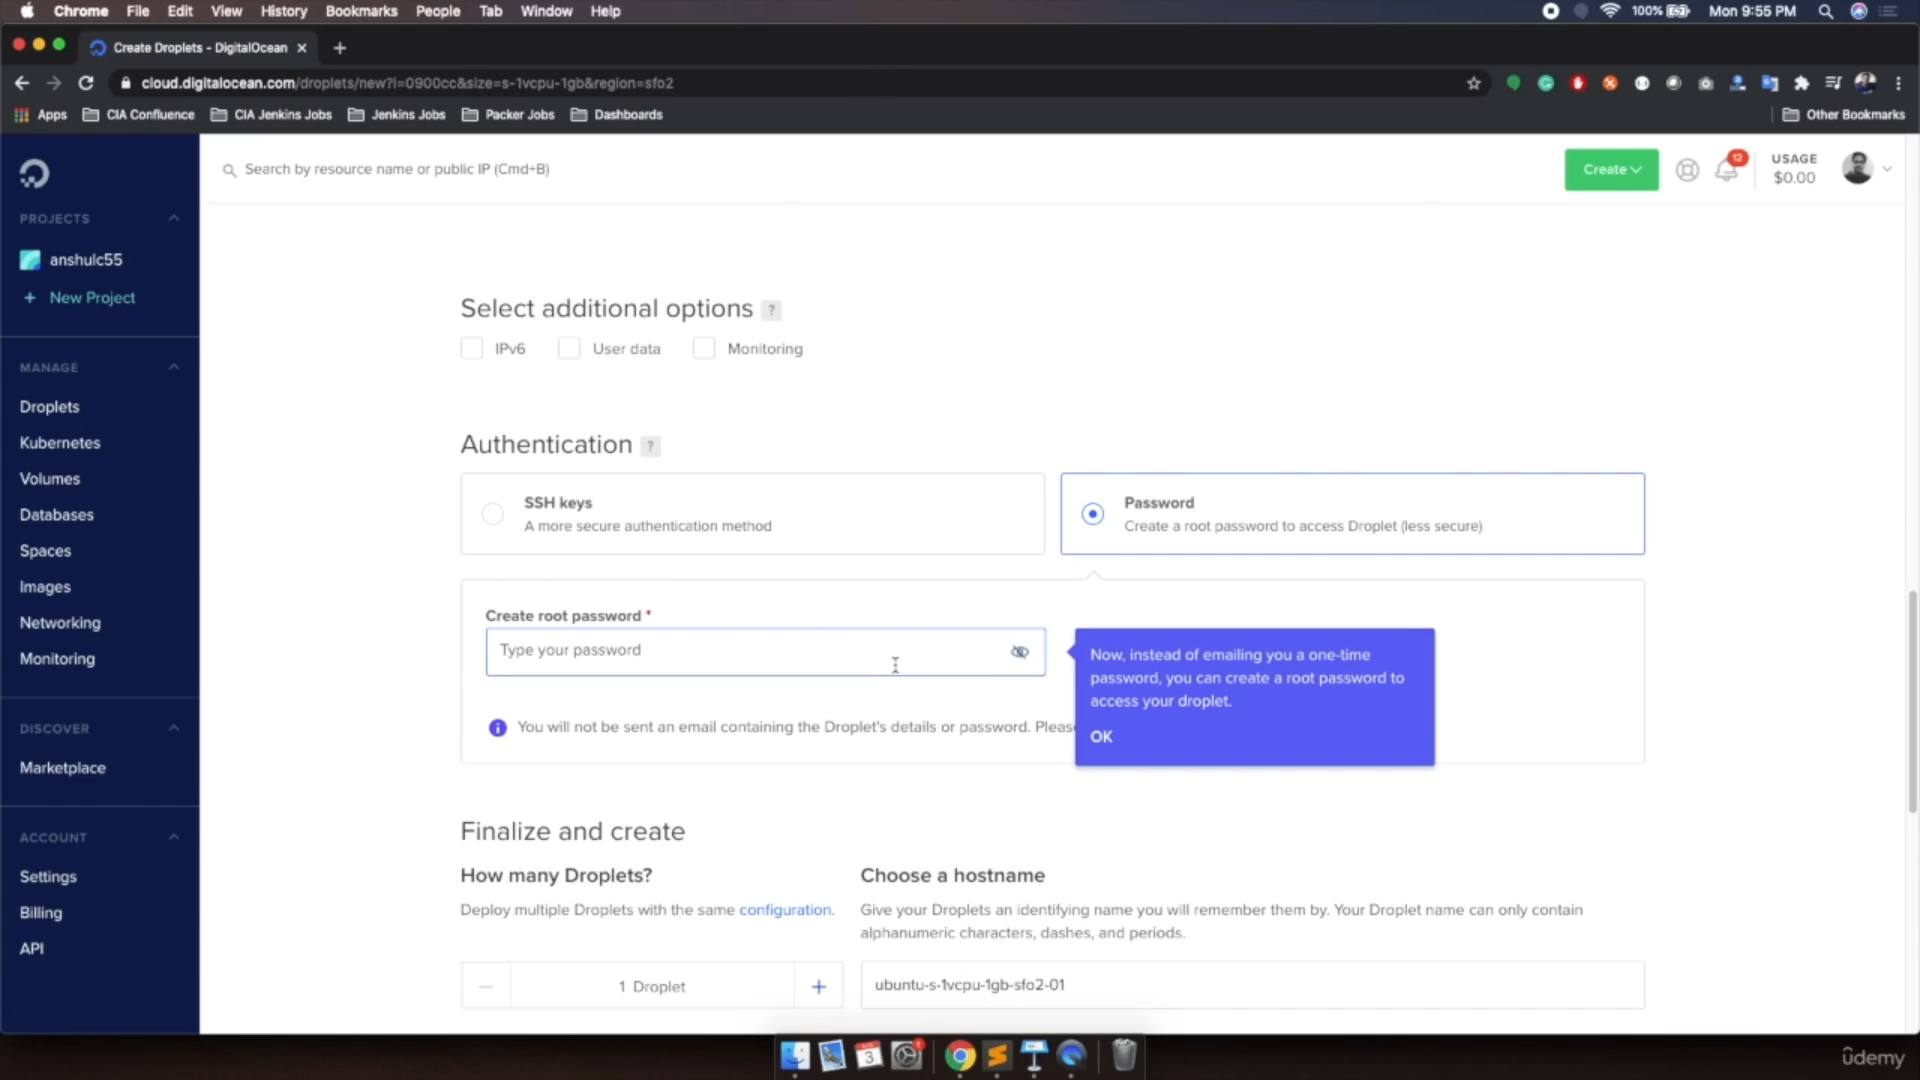 Chrome File Edit View History Bookmarks People Tab Window Help
100% Mon 9:55 PM
Create Droplets - DigitalOcean
cloud.digitalocean.com/droplets/new?i=0900cc&size=s-1vcpu-1gb&region=sfo2
Apps CIA Confluence CIA Jenkins Jobs Jenkins Jobs Packer Jobs Dashboards Other Bookmarks
Search by resource name or public IP (Cmd+B)
Create
12
USAGE
$0.00
PROJECTS
anshulc55
+ New Project
MANAGE
Droplets
Kubernetes
Volumes
Databases
Spaces
Images
Networking
Monitoring
DISCOVER
Marketplace
ACCOUNT
Settings
Billing
API
Select additional options ?
IPv6 User data Monitoring
Authentication ?
SSH keys
A more secure authentication method
Password
Create a root password to access Droplet (less secure)
Create root password *
Type your password
You will not be sent an email containing the Droplet's details or password. Pleas
Now, instead of emailing you a one-time
password, you can create a root password to
access your droplet.
OK
Finalize and create
How many Droplets?
Deploy multiple Droplets with the same configuration.
1 Droplet
Choose a hostname
Give your Droplets an identifying name you will remember them by. Your Droplet name can only contain
alphanumeric characters, dashes, and periods.
ubuntu-s-1vcpu-1gb-sfo2-01
3
1
ûdemy